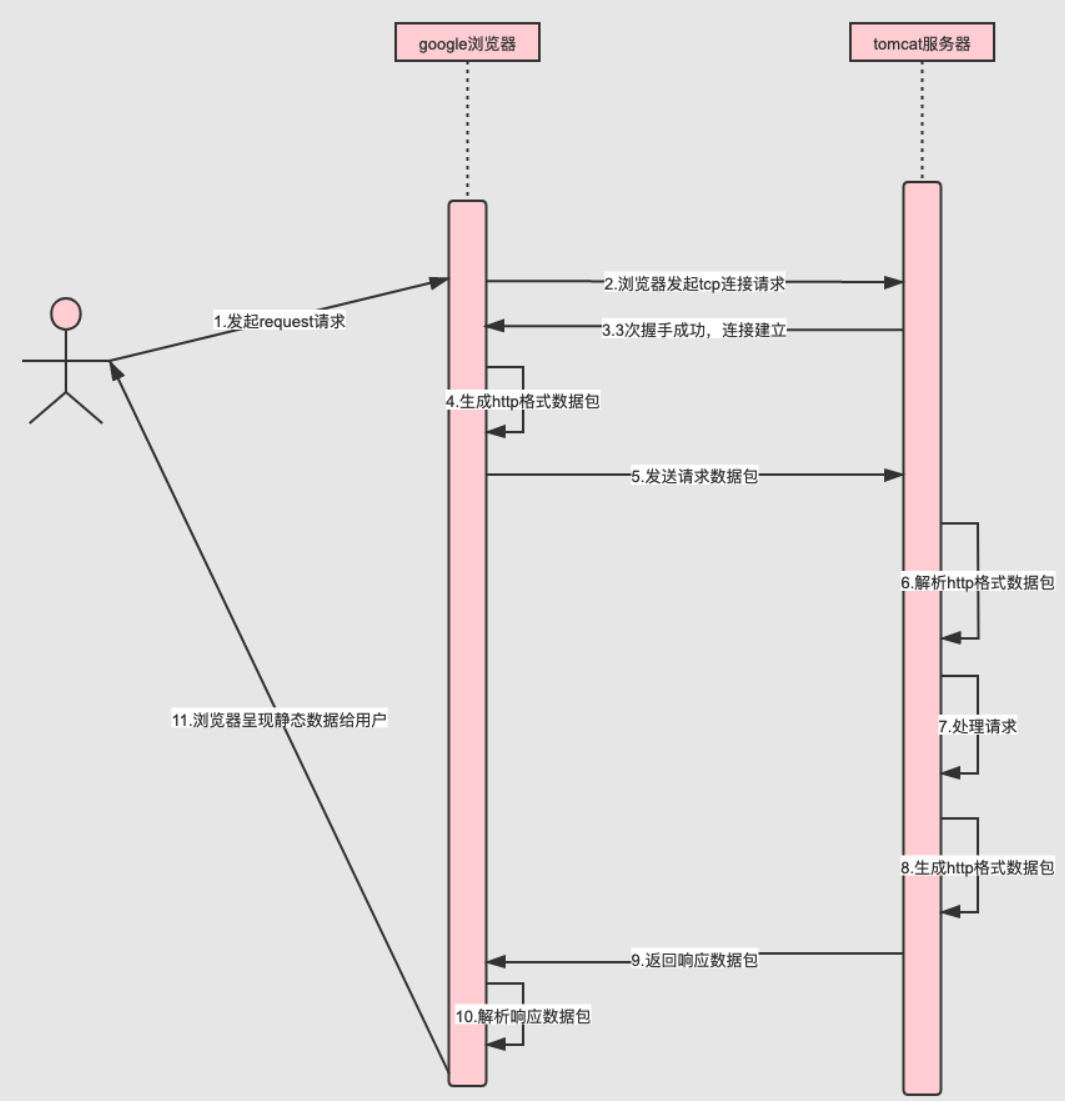 google浏览器
tomcat服务器
1.发起request请求
2.浏览器发起tcp连接请求
3.3次握手成功，连接建立
4.生成http格式数据包
5.发送请求数据包
6.解析http格式数据包
7.处理请求
8.生成http格式数据包
9.返回响应数据包
10.解析响应数据包
11.浏览器呈现静态数据给用户